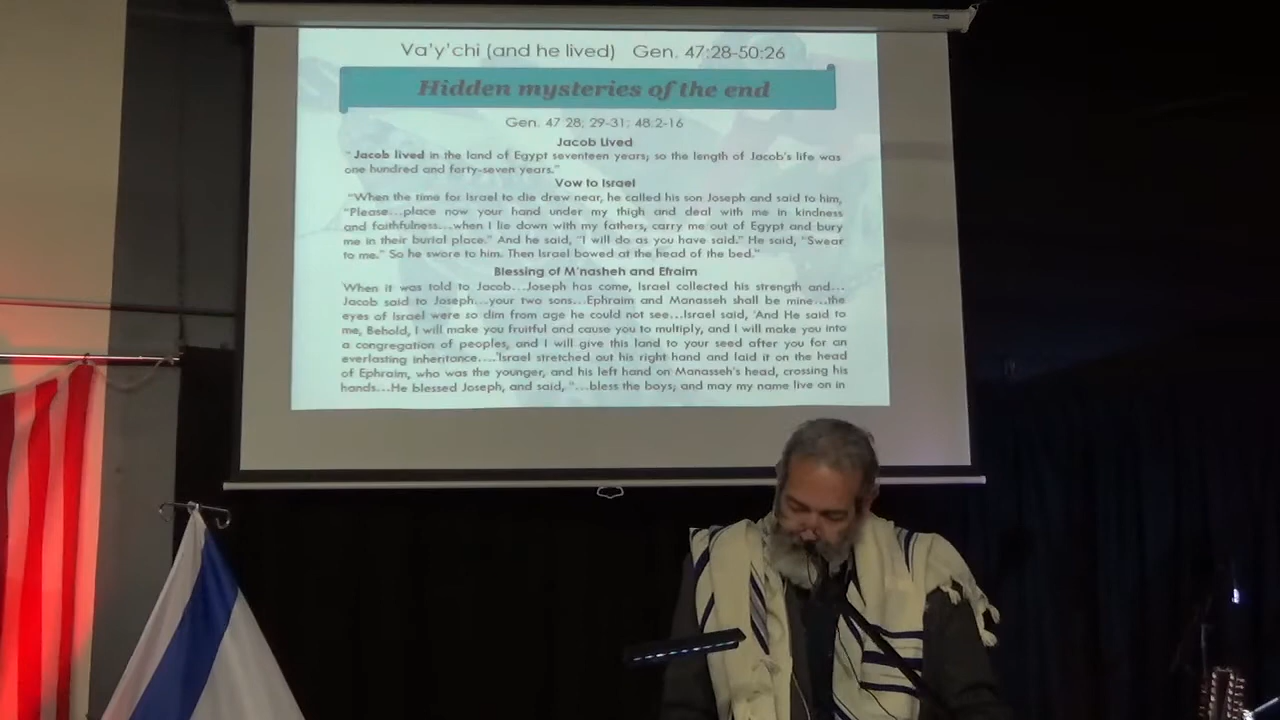 Va'y'chi (and he lived) Gen. 47:28-50:26
Hidden mysteries of the end
Gen. 47 28; 29-31; 48:2-16
Jacob Lived
"Jacob lived in the land of Egypt seventeen years; so the length of Jacob's life was
one hundred and forty-seven years."
Vow to Israel
"When the time for Israel to die drew near, he called his son Joseph and said to him,
"Please...place now your hand under my thigh and deal with me in kindness
and faithfulness...when I lie down with my fathers, carry me out of Egypt and bury
me in their burial place." And he said, "I will do as you have said." He said, "Swear
to me." So he swore to him. Then Israel bowed at the head of the bed."
Blessing of M'nasheh and Efraim
When it was told to Jacob...Joseph has come, Israel collected his strength and...
Jacob said to Joseph...your two sons...Ephraim and Manasseh shall be mine...the
eyes of Israel were so dim from age he could not see...Israel said, 'And He said to
me, Behold, I will make you fruitful and cause you to multiply, and I will make you into
a congregation of peoples, and I will give this land to your seed after you for an
everlasting inheritance....'Israel stretched out his right hand and laid it on the head
of Ephraim, who was the younger, and his left hand on Manasseh's head, crossing his
hands...He blessed Joseph, and said, "...bless the boys; and may my name live on in